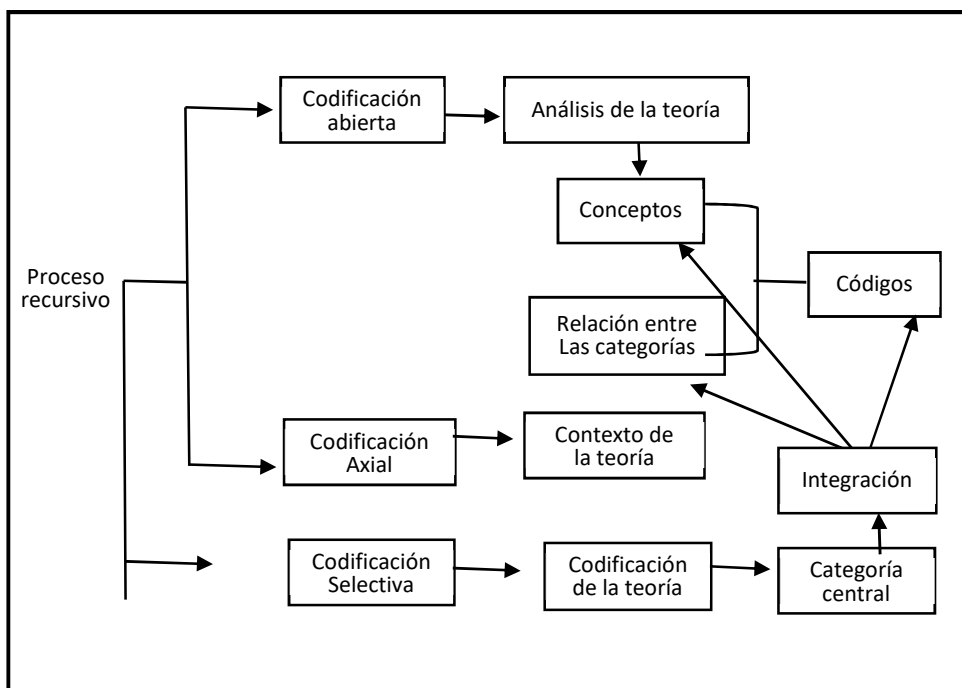 Codificación
abierta
Análisis de la teoría
Conceptos
Proceso
recursivo
Códigos
Relación entre
Las categorías
Codificación
Axial
Contexto de
la teoría
Integración
Codificación
Selectiva
Codificación
de la teoría
Categoría
central